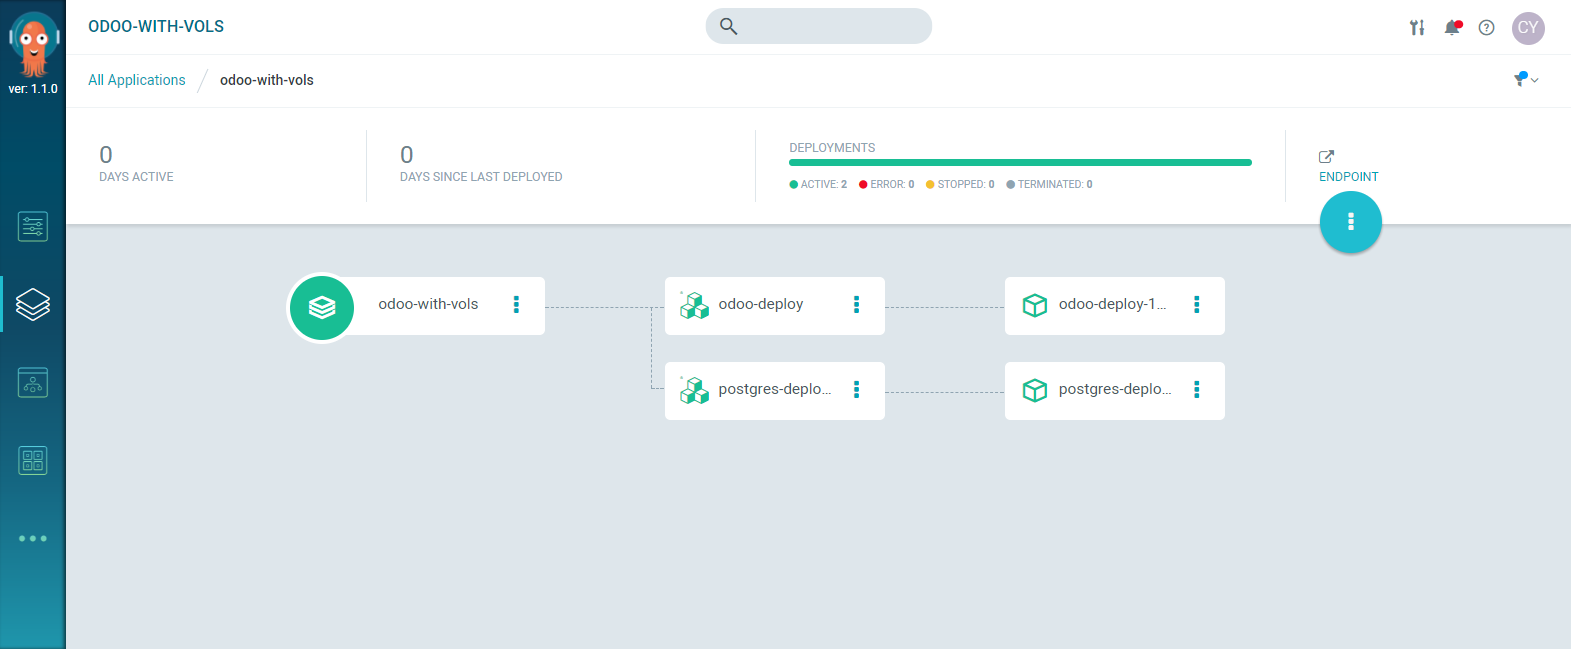 ODOO-WITH-VOLS
CY
ver: 1.1.0
All Applications / odoo-with-vols
0
DAYS ACTIVE
0
DAYS SINCE LAST DEPLOYED
DEPLOYMENTS
ACTIVE: 2 ERROR: 0 STOPPED: 0 TERMINATED: 0
ENDPOINT
odoo-with-vols
odoo-deploy
odoo-deploy-1...
postgres-deplo...
postgres-deplo...